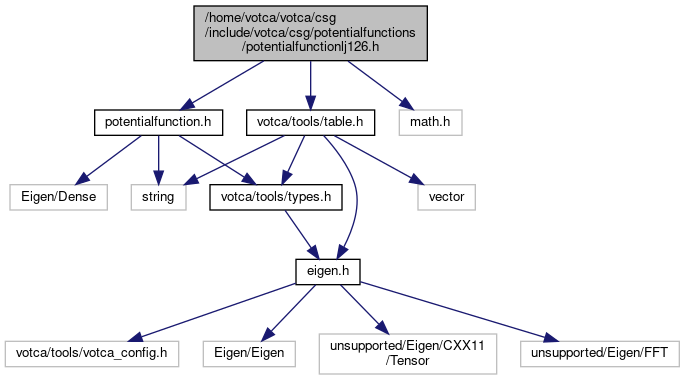 /home/votca/votca/csg
/include/votca/csg/potentialfunctions
/potentialfunctionlj126.h
potentialfunction.h
votca/tools/table.h
math.h
Eigen/Dense
string
votca/tools/types.h
vector
eigen.h
votca/tools/votca_config.h
Eigen/Eigen
unsupported/Eigen/CXX11
/Tensor
unsupported/Eigen/FFT